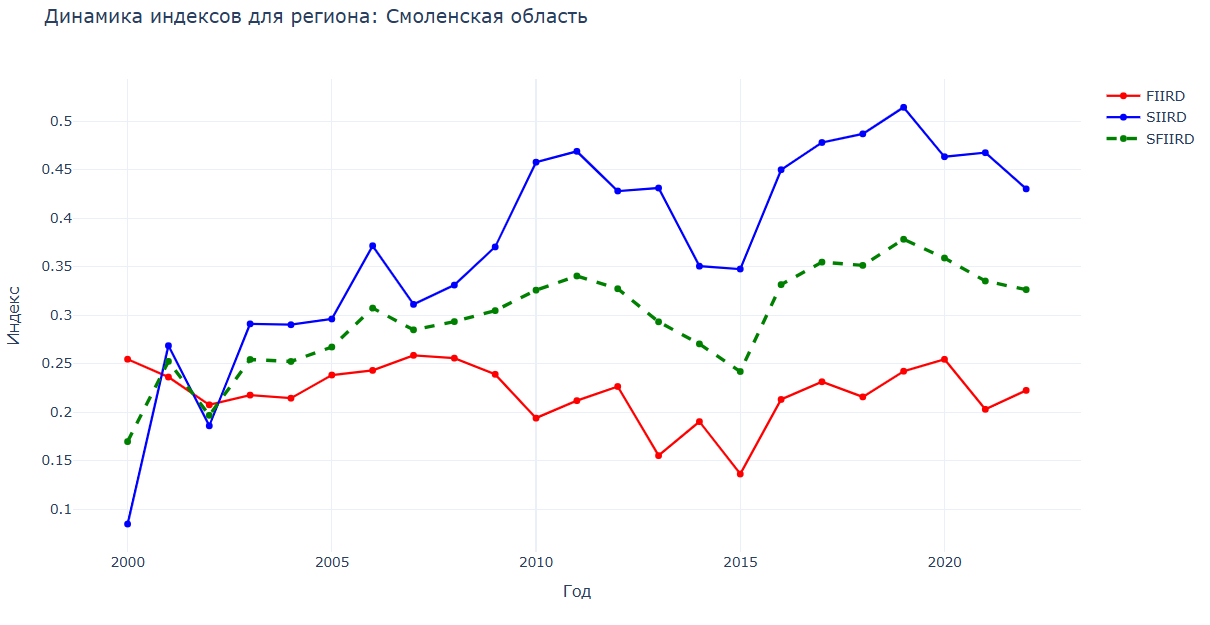 Динамика индексов для региона: Смоленская область
FIIRD
SIIRD
SFIIRD
Индекс
0.5
0.45
0.4
0.35
0.3
0.25
0.2
0.15
0.1
2000 2005 2010 2015 2020
Год